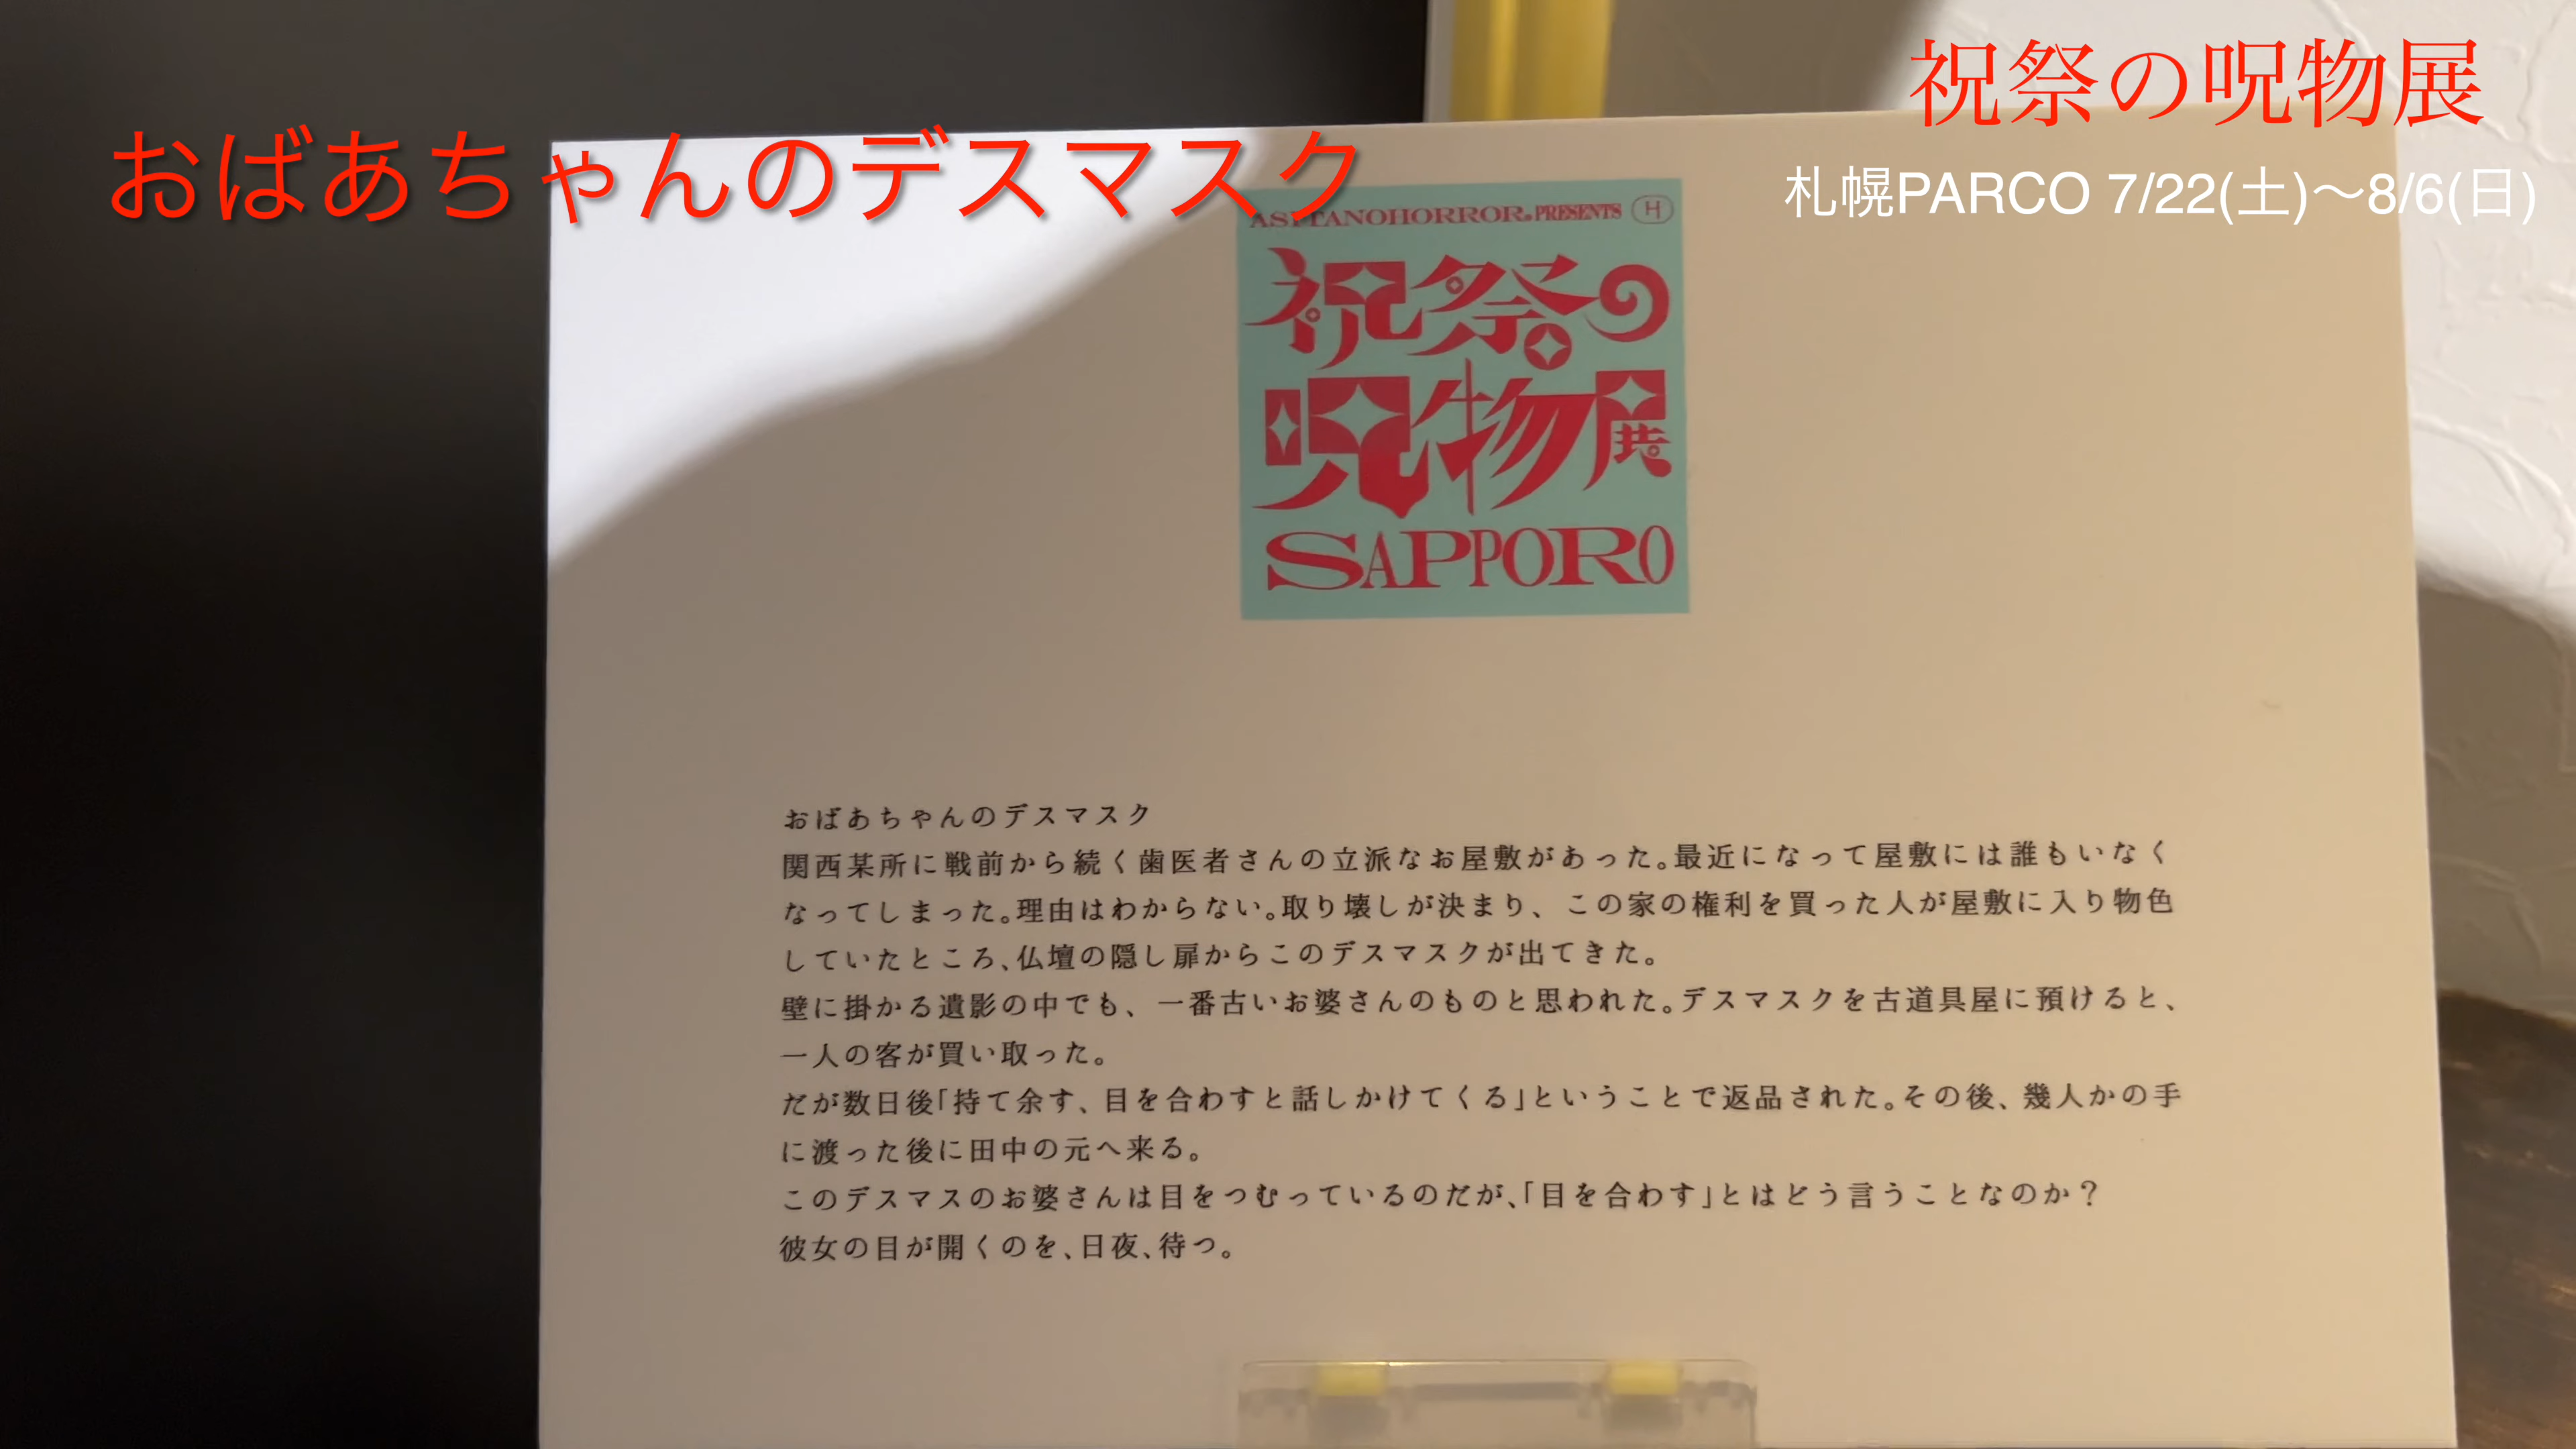 祝祭の呪物展
おばあちゃんのデスマスク
札幌PARCO 7/22(土)〜8/6(日)
PRESENTS H
祝祭の
呪物展
SAPPORO
おばあちゃんのデスマスク
関西某所に戦前から続く歯医者さんの立派なお屋敷があった。最近になって屋敷には誰もいなく
なってしまった。理由はわからない。取り壊しが決まり、この家の権利を買った人が屋敷に入り物色
していたところ、仏壇の隠し扉からこのデスマスクが出てきた。
壁に掛かる遺影の中でも、一番古いお婆さんのものと思われた。デスマスクを古道具屋に預けると、
一人の客が買い取った。
だが数日後「持て余す、目を合わすと話しかけてくる」ということで返品された。その後、幾人かの手
に渡った後に田中の元へ来る。
このデスマスのお婆さんは目をつむっているのだが、「目を合わす」とはどう言うことなのか？
彼女の目が開くのを、日夜、待つ。